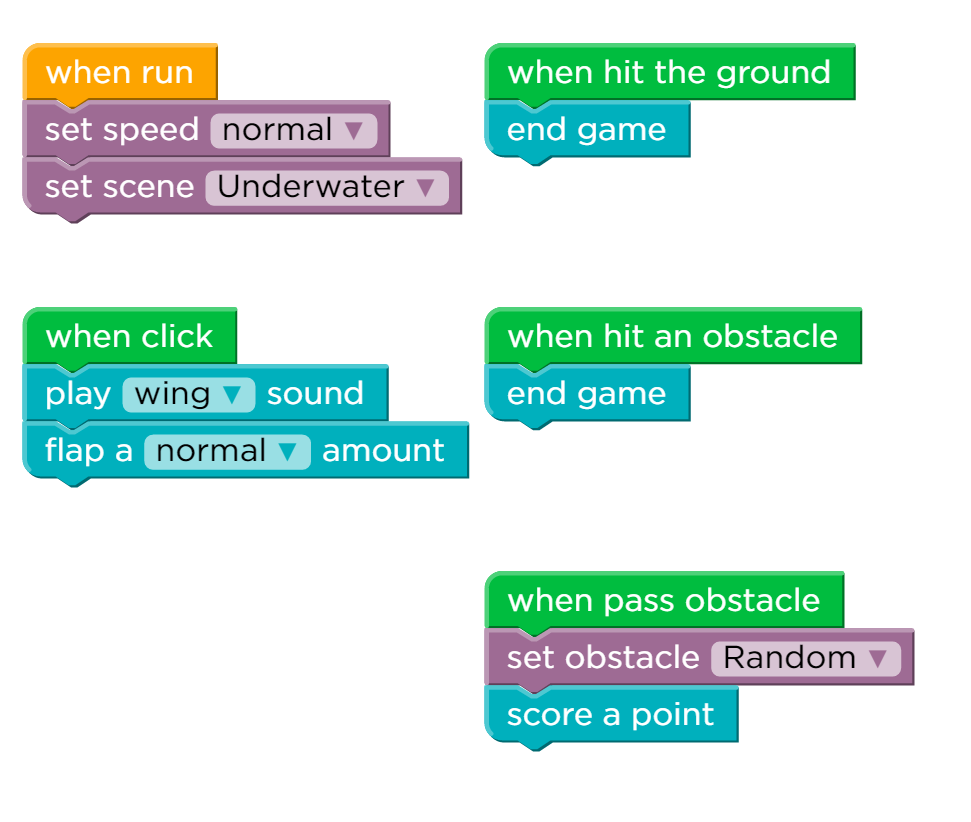 when run
set speed normal ▼
set scene Underwater ▼
when hit the ground
end game
when click
play wing ▼ sound
flap a normal ▼ amount
when hit an obstacle
end game
when pass obstacle
set obstacle Random ▼
score a point